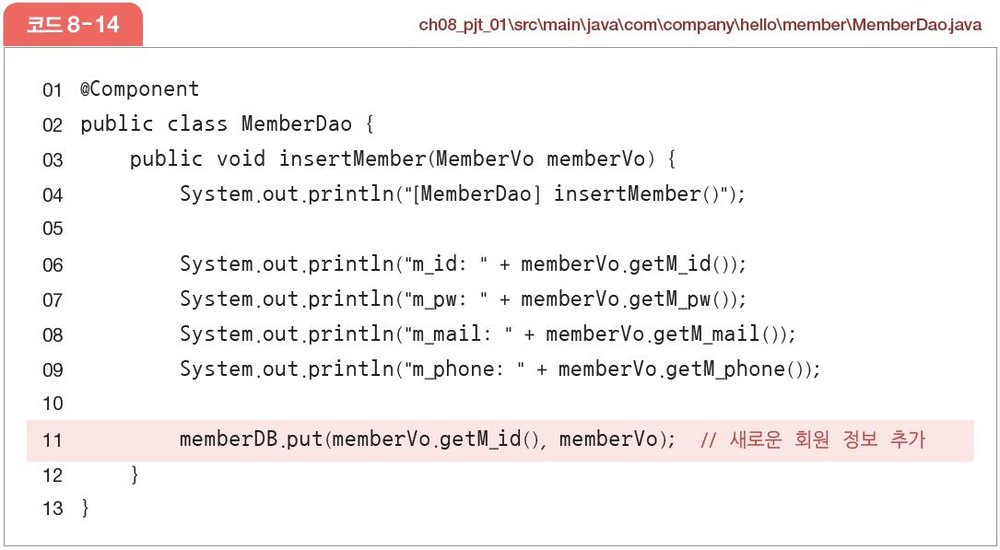 코드 8-14
ch08_pjt_01\src\main\java\com\company\hello\member\MemberDao.java
01 @Component
02 public class MemberDao {
03     public void insertMember(MemberVo memberVo) {
04         System.out.println("[MemberDao] insertMember()");
05
06         System.out.println("m_id: " + memberVo.getM_id());
07         System.out.println("m_pw: " + memberVo.getM_pw());
08         System.out.println("m_mail: " + memberVo.getM_mail());
09         System.out.println("m_phone: " + memberVo.getM_phone());
10
11         memberDB.put(memberVo.getM_id(), memberVo);  // 새로운 회원 정보 추가
12     }
13 }